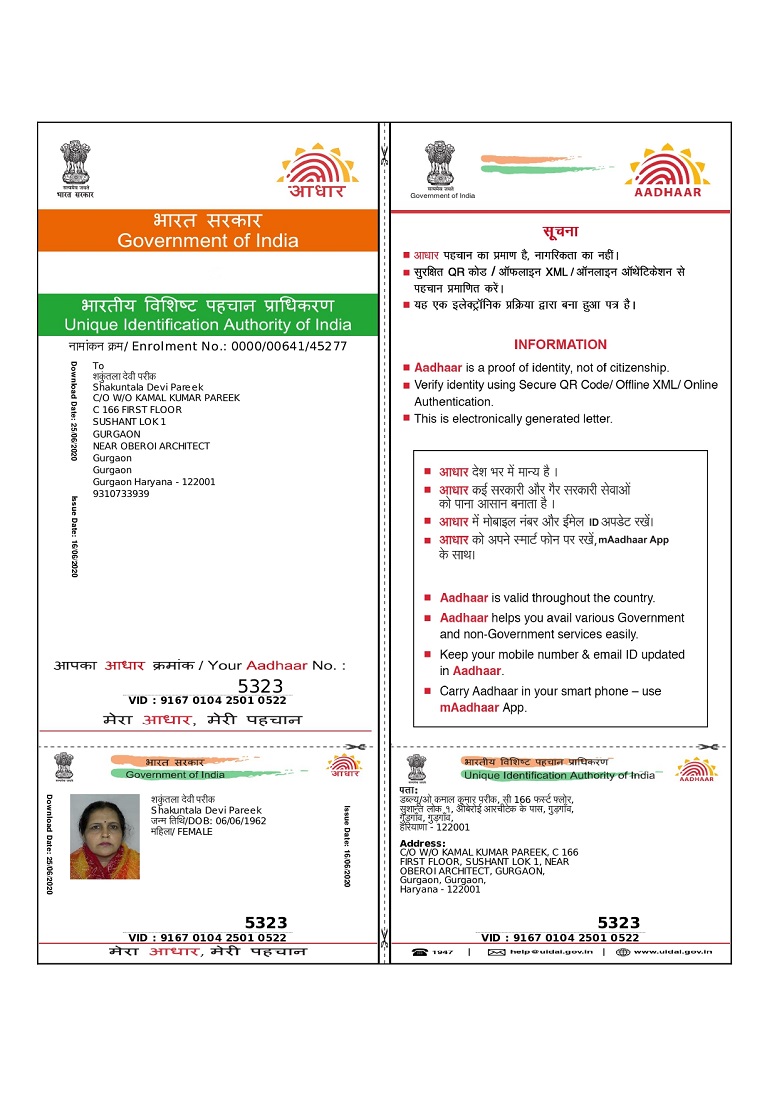 सत्यमेव जयते
भारत सरकार
आधार
भारत सरकार
Government of India
भारतीय विशिष्ट पहचान प्राधिकरण
Unique Identification Authority of India
नामांकन क्रम/ Enrolment No.: 0000/00641/45277
Download Date: 25/06/2020
Issue Date: 16/06/2020
To
शकुंतला देवी परीक
Shakuntala Devi Pareek
C/O W/O KAMAL KUMAR PAREEK
C 166 FIRST FLOOR
SUSHANT LOK 1
GURGAON
NEAR OBEROI ARCHITECT
Gurgaon
Gurgaon
Gurgaon Haryana - 122001
9310733939
आपका आधार क्रमांक / Your Aadhaar No. :
5323
VID : 9167 0104 2501 0522
मेरा आधार, मेरी पहचान
सत्यमेव जयते
Government of India
AADHAAR
सूचना
आधार पहचान का प्रमाण है, नागरिकता का नहीं।
सुरक्षित QR कोड / ऑफलाइन XML / ऑनलाइन ऑथेंटिकेशन से
पहचान प्रमाणित करें।
यह एक इलेक्ट्रॉनिक प्रक्रिया द्वारा बना हुआ पत्र है।
INFORMATION
Aadhaar is a proof of identity, not of citizenship.
Verify identity using Secure QR Code/ Offline XML/ Online
Authentication.
This is electronically generated letter.
आधार देश भर में मान्य है ।
आधार कई सरकारी और गैर सरकारी सेवाओं
को पाना आसान बनाता है ।
आधार में मोबाइल नंबर और ईमेल ID अपडेट रखें।
आधार को अपने स्मार्ट फोन पर रखें, mAadhaar App
के साथ।
Aadhaar is valid throughout the country.
Aadhaar helps you avail various Government
and non-Government services easily.
Keep your mobile number & email ID updated
in Aadhaar.
Carry Aadhaar in your smart phone – use
mAadhaar App.
भारत सरकार
Government of India
आधार
Download Date: 25/06/2020
शकुंतला देवी परीक
Shakuntala Devi Pareek
जन्म तिथि/DOB: 06/06/1962
महिला/ FEMALE
Issue Date: 16/06/2020
5323
VID : 9167 0104 2501 0522
मेरा आधार, मेरी पहचान
भारतीय विशिष्ट पहचान प्राधिकरण
Unique Identification Authority of India
AADHAAR
पता:
डब्ल्यू/ओ कमाल कुमार परीक, सी 166 फर्स्ट फ्लोर,
सुशान्त लोक १, ओबेरॉई आरचीटेक के पास, गुड़गाँव,
गुड़गाँव, गुड़गाँव,
हरियाणा - 122001
Address:
C/O W/O KAMAL KUMAR PAREEK, C 166
FIRST FLOOR, SUSHANT LOK 1, NEAR
OBEROI ARCHITECT, GURGAON,
Gurgaon, Gurgaon,
Haryana - 122001
5323
VID : 9167 0104 2501 0522
1947 | help@uidai.gov.in | www.uidai.gov.in